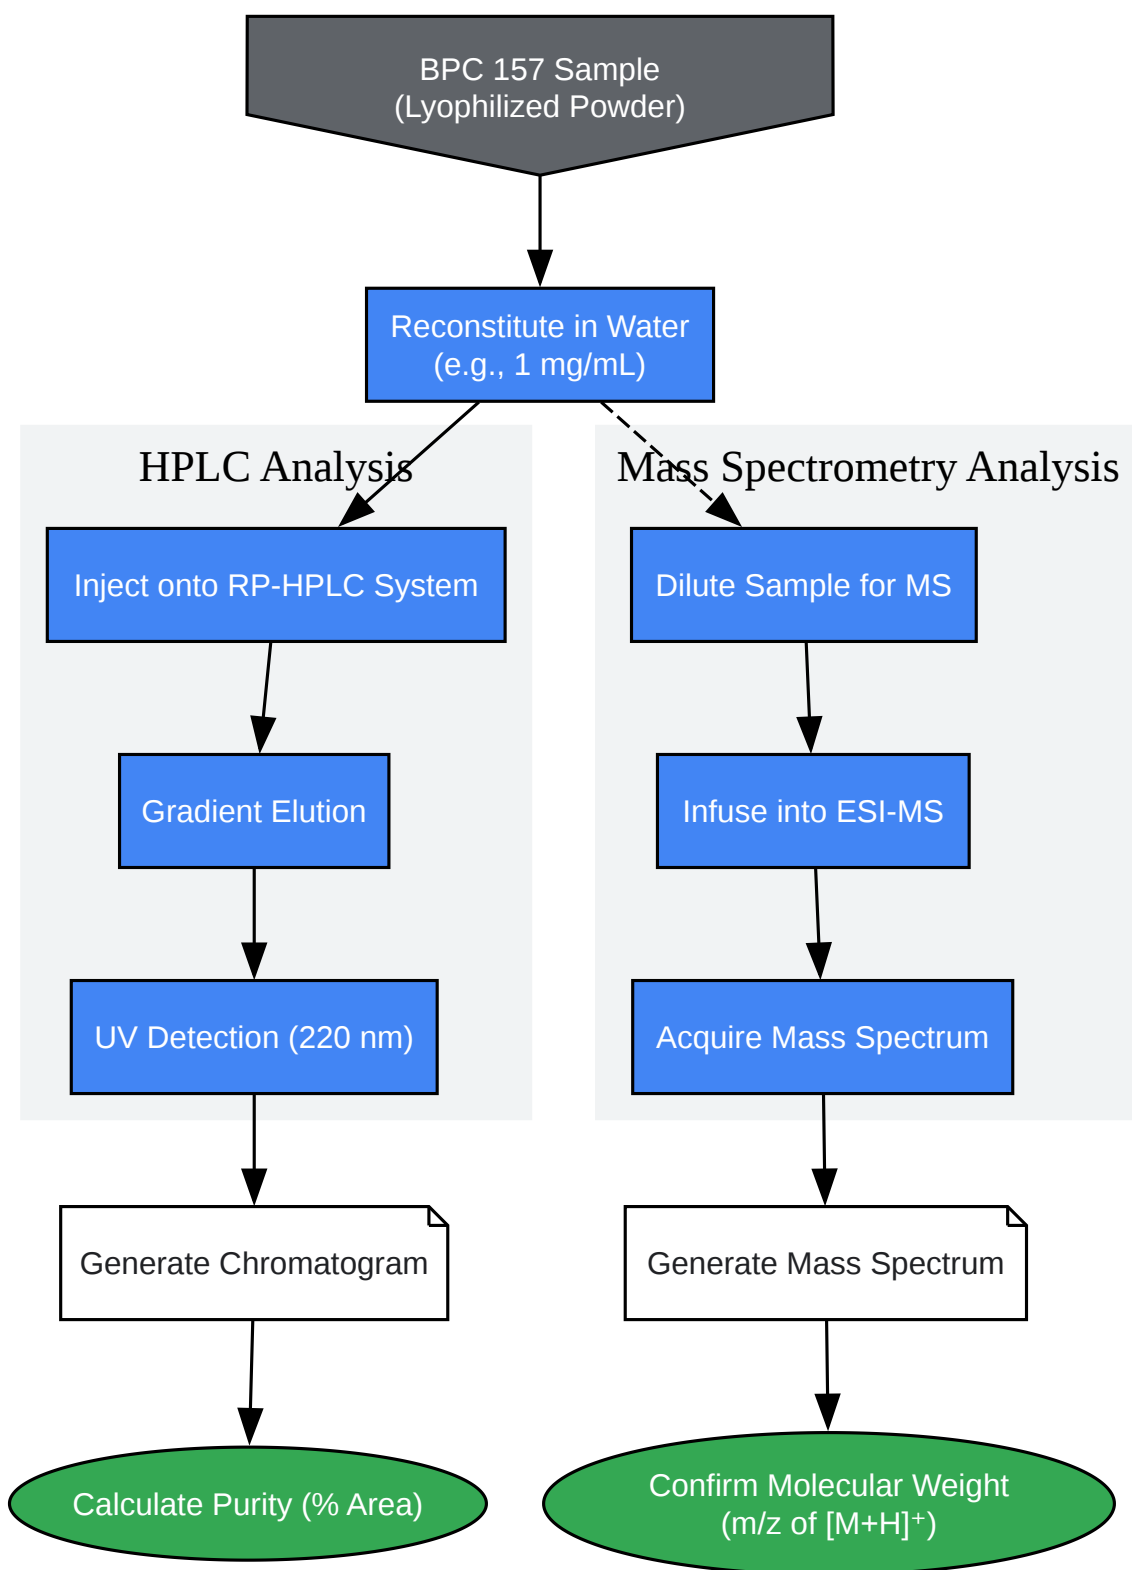 BPC 157 Sample
(Lyophilized Powder)
Reconstitute in Water
(e.g., 1 mg/mL)
HPLC Analysis
Mass Spectrometry Analysis
Inject onto RP-HPLC System
Dilute Sample for MS
Gradient Elution
Infuse into ESI-MS
UV Detection (220 nm)
Acquire Mass Spectrum
Generate Chromatogram
Generate Mass Spectrum
Calculate Purity (% Area)
Confirm Molecular Weight
(m/z of [M+H]⁺)